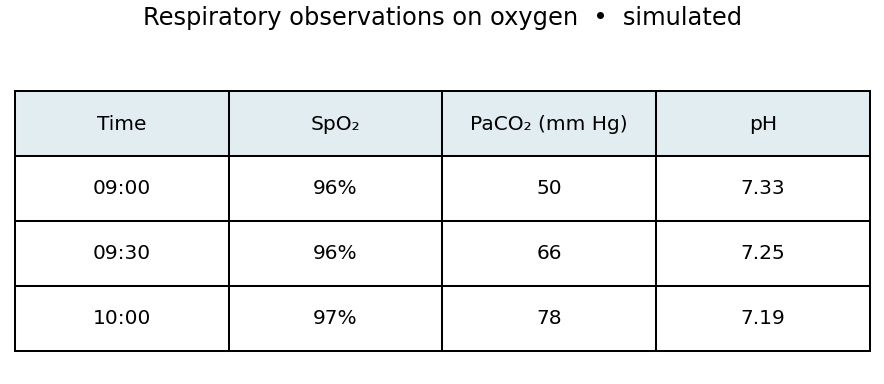 Respiratory observations on oxygen • simulated
Time SpO₂ PaCO₂ (mm Hg) pH
09:00 96% 50 7.33
09:30 96% 66 7.25
10:00 97% 78 7.19